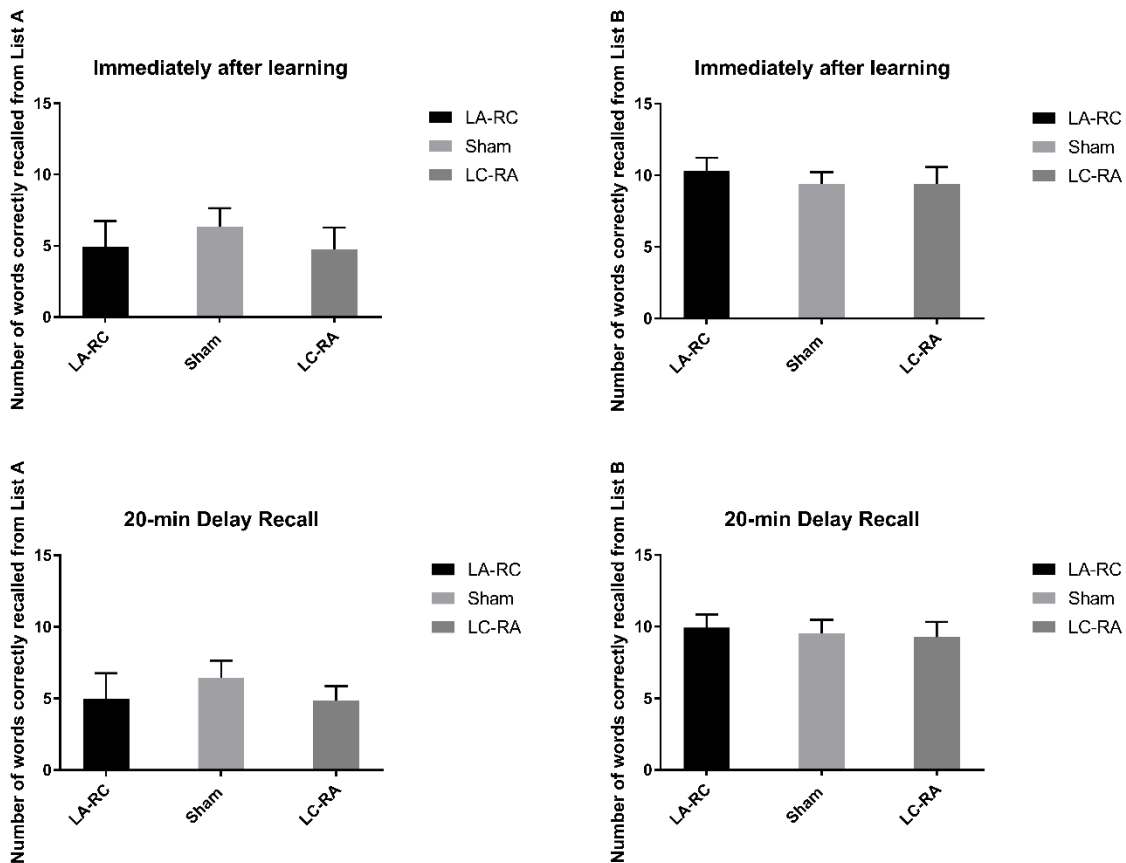 Number of words correctly recalled from List A
Immediately after learning
15
10
5
0
LA-RC
Sham
LC-RA
LA-RC
Sham
LC-RA
Number of words correctly recalled from List B
Immediately after learning
15
10
5
0
LA-RC
Sham
LC-RA
LA-RC
Sham
LC-RA
Number of words correctly recalled from List A
20-min Delay Recall
15
10
5
0
LA-RC
Sham
LC-RA
LA-RC
Sham
LC-RA
Number of words correctly recalled from List B
20-min Delay Recall
15
10
5
0
LA-RC
Sham
LC-RA
LA-RC
Sham
LC-RA